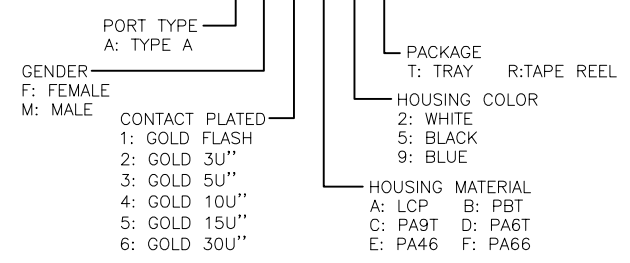 PORT TYPE
A: TYPE A
GENDER
F: FEMALE
M: MALE
CONTACT PLATED
1: GOLD FLASH
2: GOLD 3U''
3: GOLD 5U''
4: GOLD 10U''
5: GOLD 15U''
6: GOLD 30U''
PACKAGE
T: TRAY R:TAPE REEL
HOUSING COLOR
2: WHITE
5: BLACK
9: BLUE
HOUSING MATERIAL
A: LCP B: PBT
C: PA9T D: PA6T
E: PA46 F: PA66